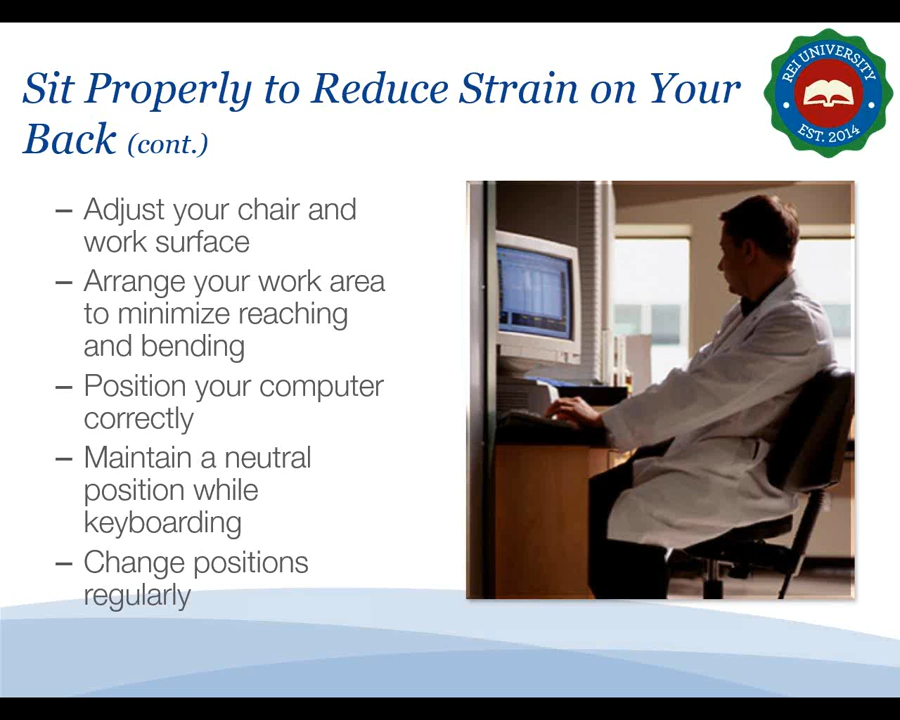 Sit Properly to Reduce Strain on Your
Back (cont.)
REI UNIVERSITY
EST. 2014
– Adjust your chair and
work surface
– Arrange your work area
to minimize reaching
and bending
– Position your computer
correctly
– Maintain a neutral
position while
keyboarding
– Change positions
regularly